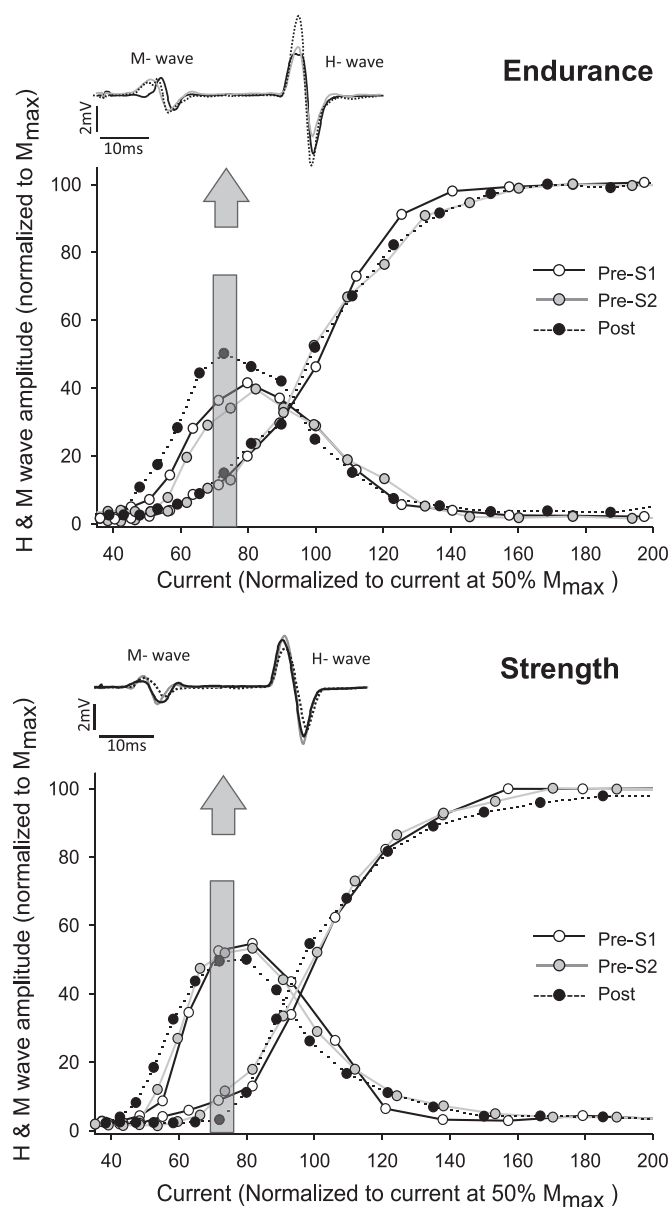 M- wave
H- wave
Endurance
2mV
10ms
H & M wave amplitude (normalized to Mmax)
100
80
60
40
20
0
Pre-S1
Pre-S2
Post
40 60 80 100 120 140 160 180 200
Current (Normalized to current at 50% Mmax )
M- wave
H- wave
Strength
2mV
10ms
H & M wave amplitude (normalized to Mmax)
100
80
60
40
20
0
Pre-S1
Pre-S2
Post
40 60 80 100 120 140 160 180 200
Current (Normalized to current at 50% Mmax )